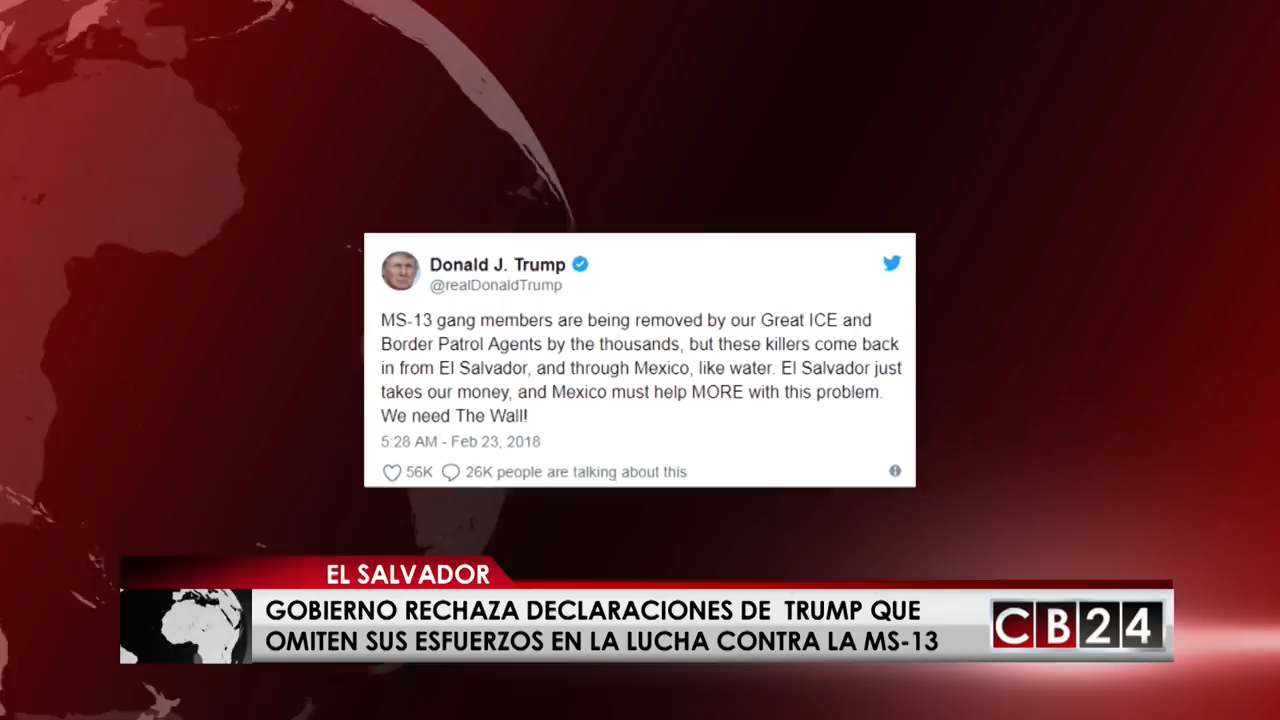 Donald J. Trump
@realDonaldTrump
MS-13 gang members are being removed by our Great ICE and
Border Patrol Agents by the thousands, but these killers come back
in from El Salvador, and through Mexico, like water. El Salvador just
takes our money, and Mexico must help MORE with this problem.
We need The Wall!
5:28 AM - Feb 23, 2018
56K 26K people are talking about this
EL SALVADOR
GOBIERNO RECHAZA DECLARACIONES DE TRUMP QUE
OMITEN SUS ESFUERZOS EN LA LUCHA CONTRA LA MS-13
CB24